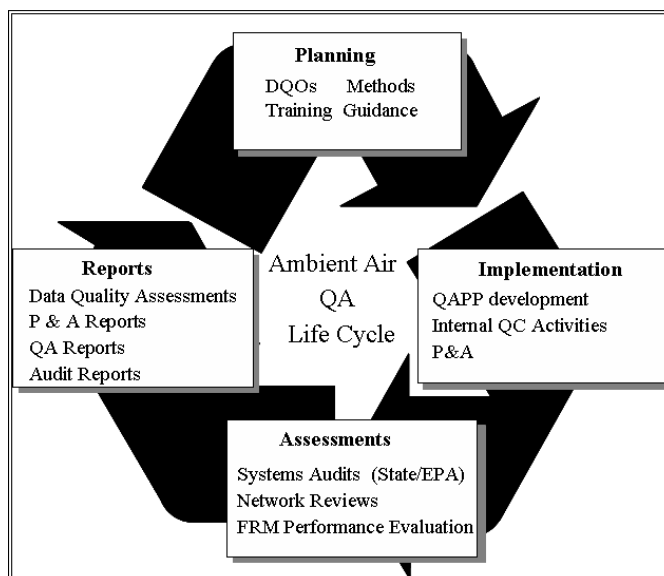 Planning
DQOs Methods
Training Guidance
Ambient Air
QA
Life Cycle
Implementation
QAPP development
Internal QC Activities
P&A
Assessments
Systems Audits (State/EPA)
Network Reviews
FRM Performance Evaluation
Reports
Data Quality Assessments
P & A Reports
QA Reports
Audit Reports